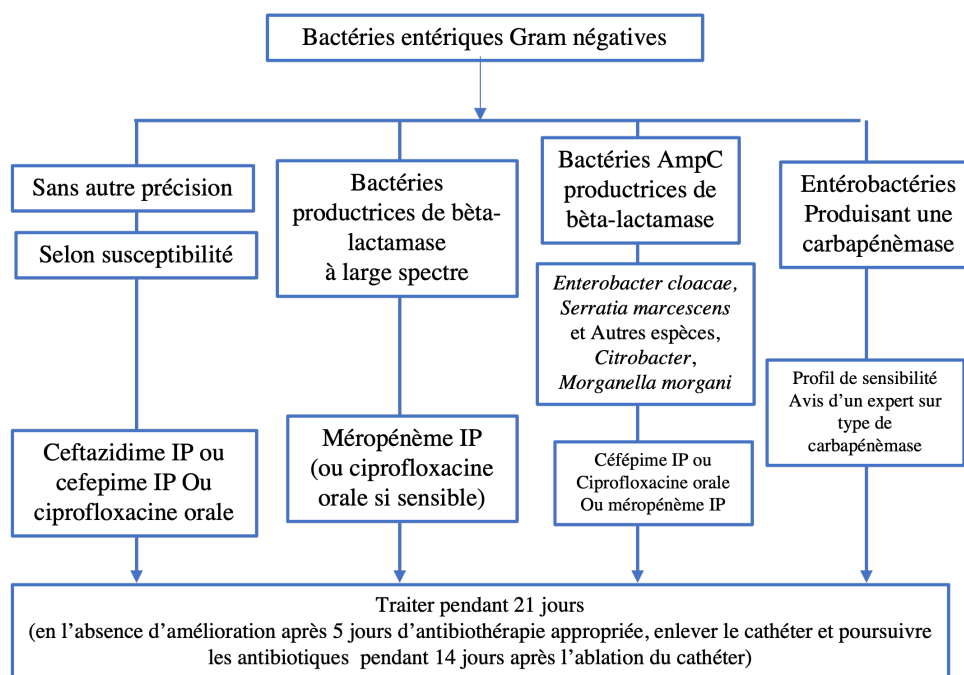 Bactéries entériques Gram négatives
Sans autre précision
Selon susceptibilité
Ceftazidime IP ou
cefepime IP Ou
ciprofloxacine orale
Bactéries
productrices de bèta-
lactamase
à large spectre
Méropénème IP
(ou ciprofloxacine
orale si sensible)
Bactéries AmpC
productrices de
bèta-lactamase
Enterobacter cloacae,
Serratia marcescens
et Autres espèces,
Citrobacter,
Morganella morgani
Céfépime IP ou
Ciprofloxacine orale
Ou méropénème IP
Entérobactéries
Produisant une
carbapénèmase
Profil de sensibilité
Avis d’un expert sur
type de
carbapénèmase
Traiter pendant 21 jours
(en l’absence d’amélioration après 5 jours d’antibiothérapie appropriée, enlever le cathéter et poursuivre
les antibiotiques pendant 14 jours après l’ablation du cathéter)